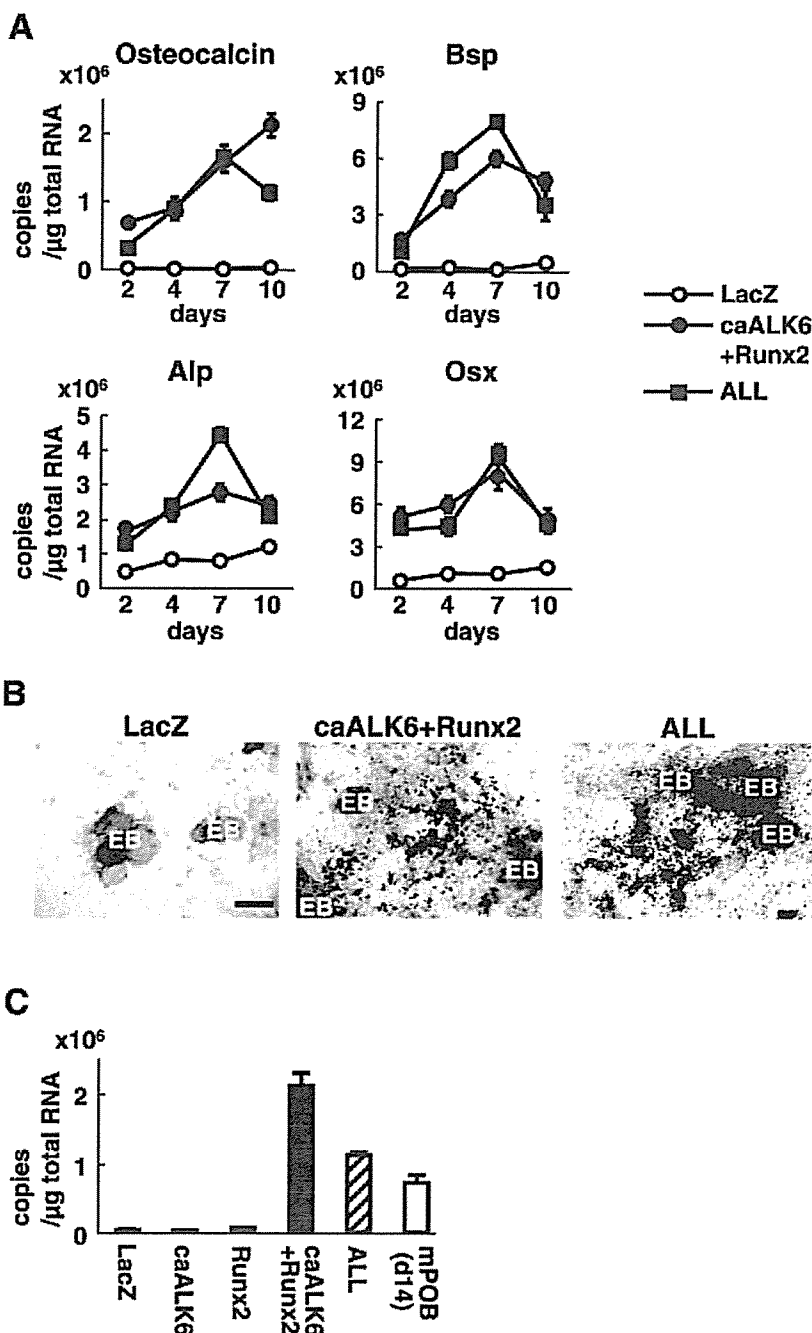 A
Osteocalcin
x10⁶
copies
/µg total RNA
2
1
0
2 4 7 10
days
Bsp
x10⁶
9
6
3
0
2 4 7 10
days
LacZ
caALK6
+Runx2
ALL
Alp
x10⁶
copies
/µg total RNA
5
4
3
2
1
0
2 4 7 10
days
Osx
x10⁶
12
9
6
3
0
2 4 7 10
days
B
LacZ
EB
EB
caALK6+Runx2
EB
EB
EB
ALL
EB
EB
EB
C
x10⁶
copies
/µg total RNA
2
1
0
LacZ
caALK6
Runx2
caALK6
+Runx2
ALL
mPOB
(d14)